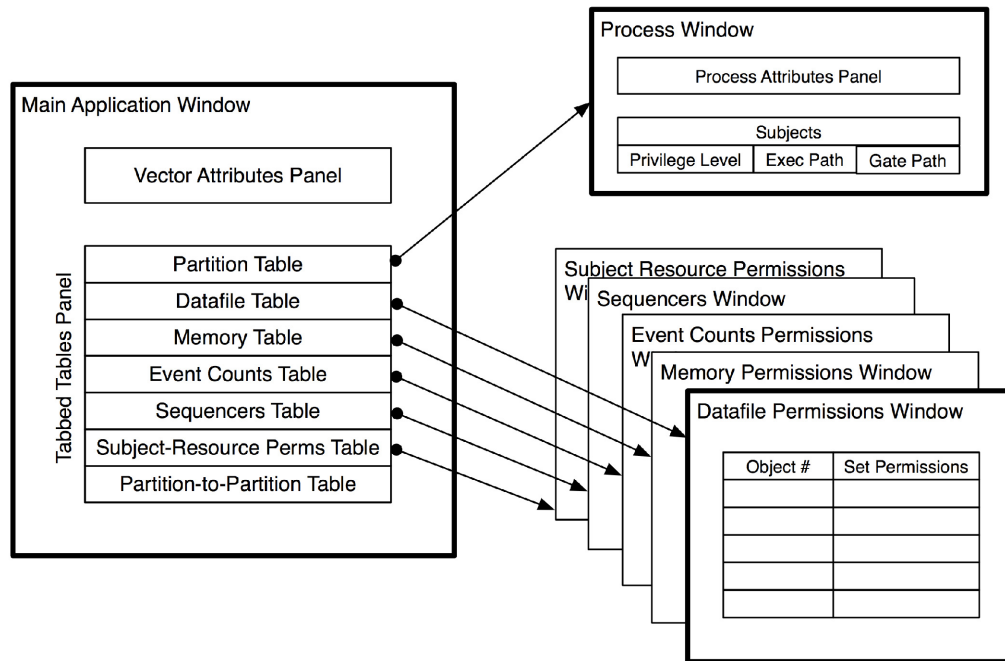 Process Window
Process Attributes Panel
Subjects
Privilege Level
Exec Path
Gate Path
Main Application Window
Vector Attributes Panel
Tabbed Tables Panel
Partition Table
Datafile Table
Memory Table
Event Counts Table
Sequencers Table
Subject-Resource Perms Table
Partition-to-Partition Table
Subject Resource Permissions
Wi
Sequencers Window
Event Counts Permissions
W
Memory Permissions Window
Datafile Permissions Window
Object #
Set Permissions